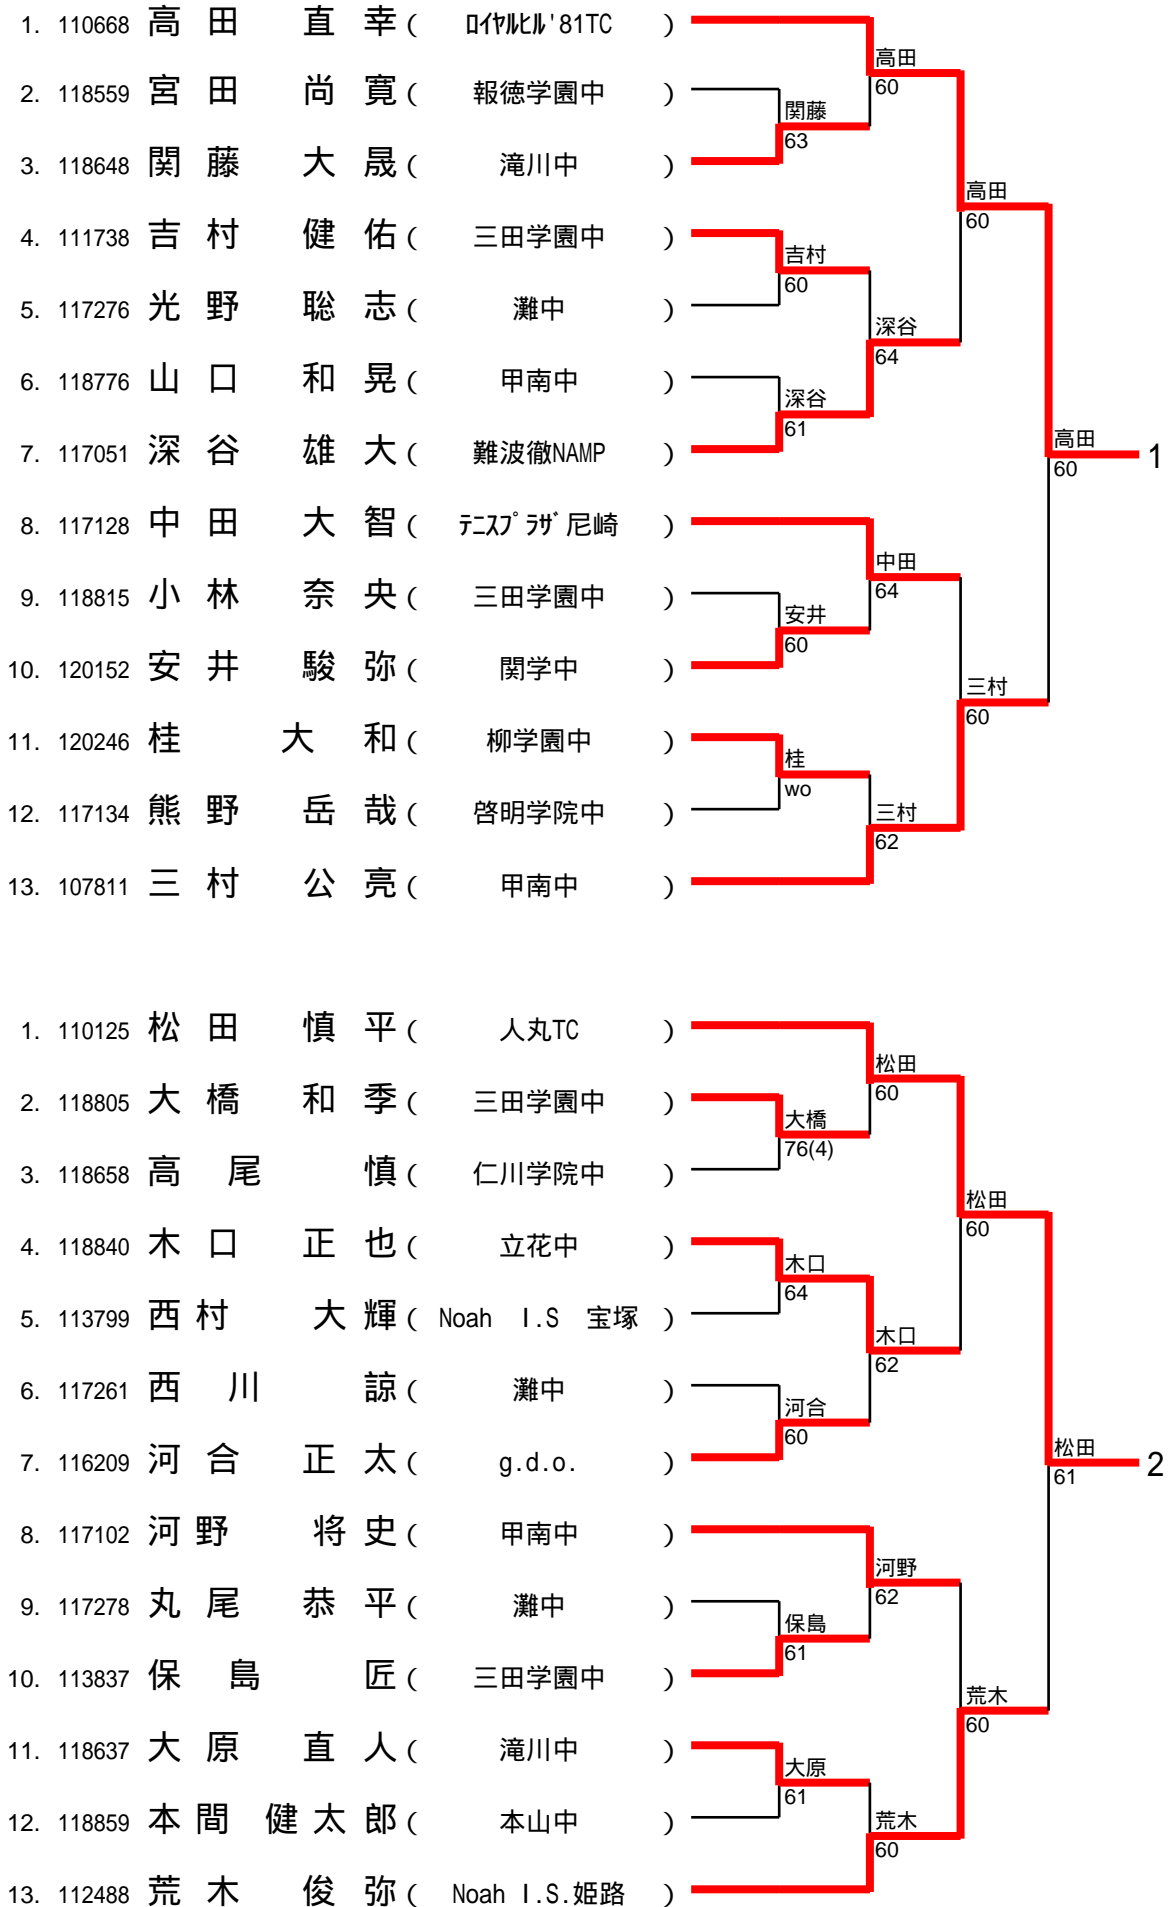 1. 110668 高田 直幸 ( ﾛｲﾔﾙﾋﾙ'81TC )
高田
60
2. 118559 宮田 尚寛 ( 報徳学園中 )
関藤
63
3. 118648 関藤 大晟 ( 滝川中 )
高田
60
4. 111738 吉村 健佑 ( 三田学園中 )
吉村
60
5. 117276 光野 聡志 ( 灘中 )
深谷
64
6. 118776 山口 和晃 ( 甲南中 )
深谷
61
7. 117051 深谷 雄大 ( 難波徹NAMP )
高田 1
60
8. 117128 中田 大智 ( ﾃﾆｽﾌﾟﾗｻﾞ尼崎 )
中田
64
9. 118815 小林 奈央 ( 三田学園中 )
安井
60
10. 120152 安井 駿弥 ( 関学中 )
三村
60
11. 120246 桂 大和 ( 柳学園中 )
桂
wo
12. 117134 熊野 岳哉 ( 啓明学院中 )
三村
62
13. 107811 三村 公亮 ( 甲南中 )
1. 110125 松田 慎平 ( 人丸TC )
松田
60
2. 118805 大橋 和季 ( 三田学園中 )
大橋
76(4)
3. 118658 高尾 慎 ( 仁川学院中 )
松田
60
4. 118840 木口 正也 ( 立花中 )
木口
64
5. 113799 西村 大輝 ( Noah I.S 宝塚 )
木口
62
6. 117261 西川 諒 ( 灘中 )
河合
60
7. 116209 河合 正太 ( g.d.o. )
松田 2
61
8. 117102 河野 将史 ( 甲南中 )
河野
62
9. 117278 丸尾 恭平 ( 灘中 )
保島
61
10. 113837 保島 匠 ( 三田学園中 )
荒木
60
11. 118637 大原 直人 ( 滝川中 )
大原
61
12. 118859 本間 健太郎 ( 本山中 )
荒木
60
13. 112488 荒木 俊弥 ( Noah I.S.姫路 )